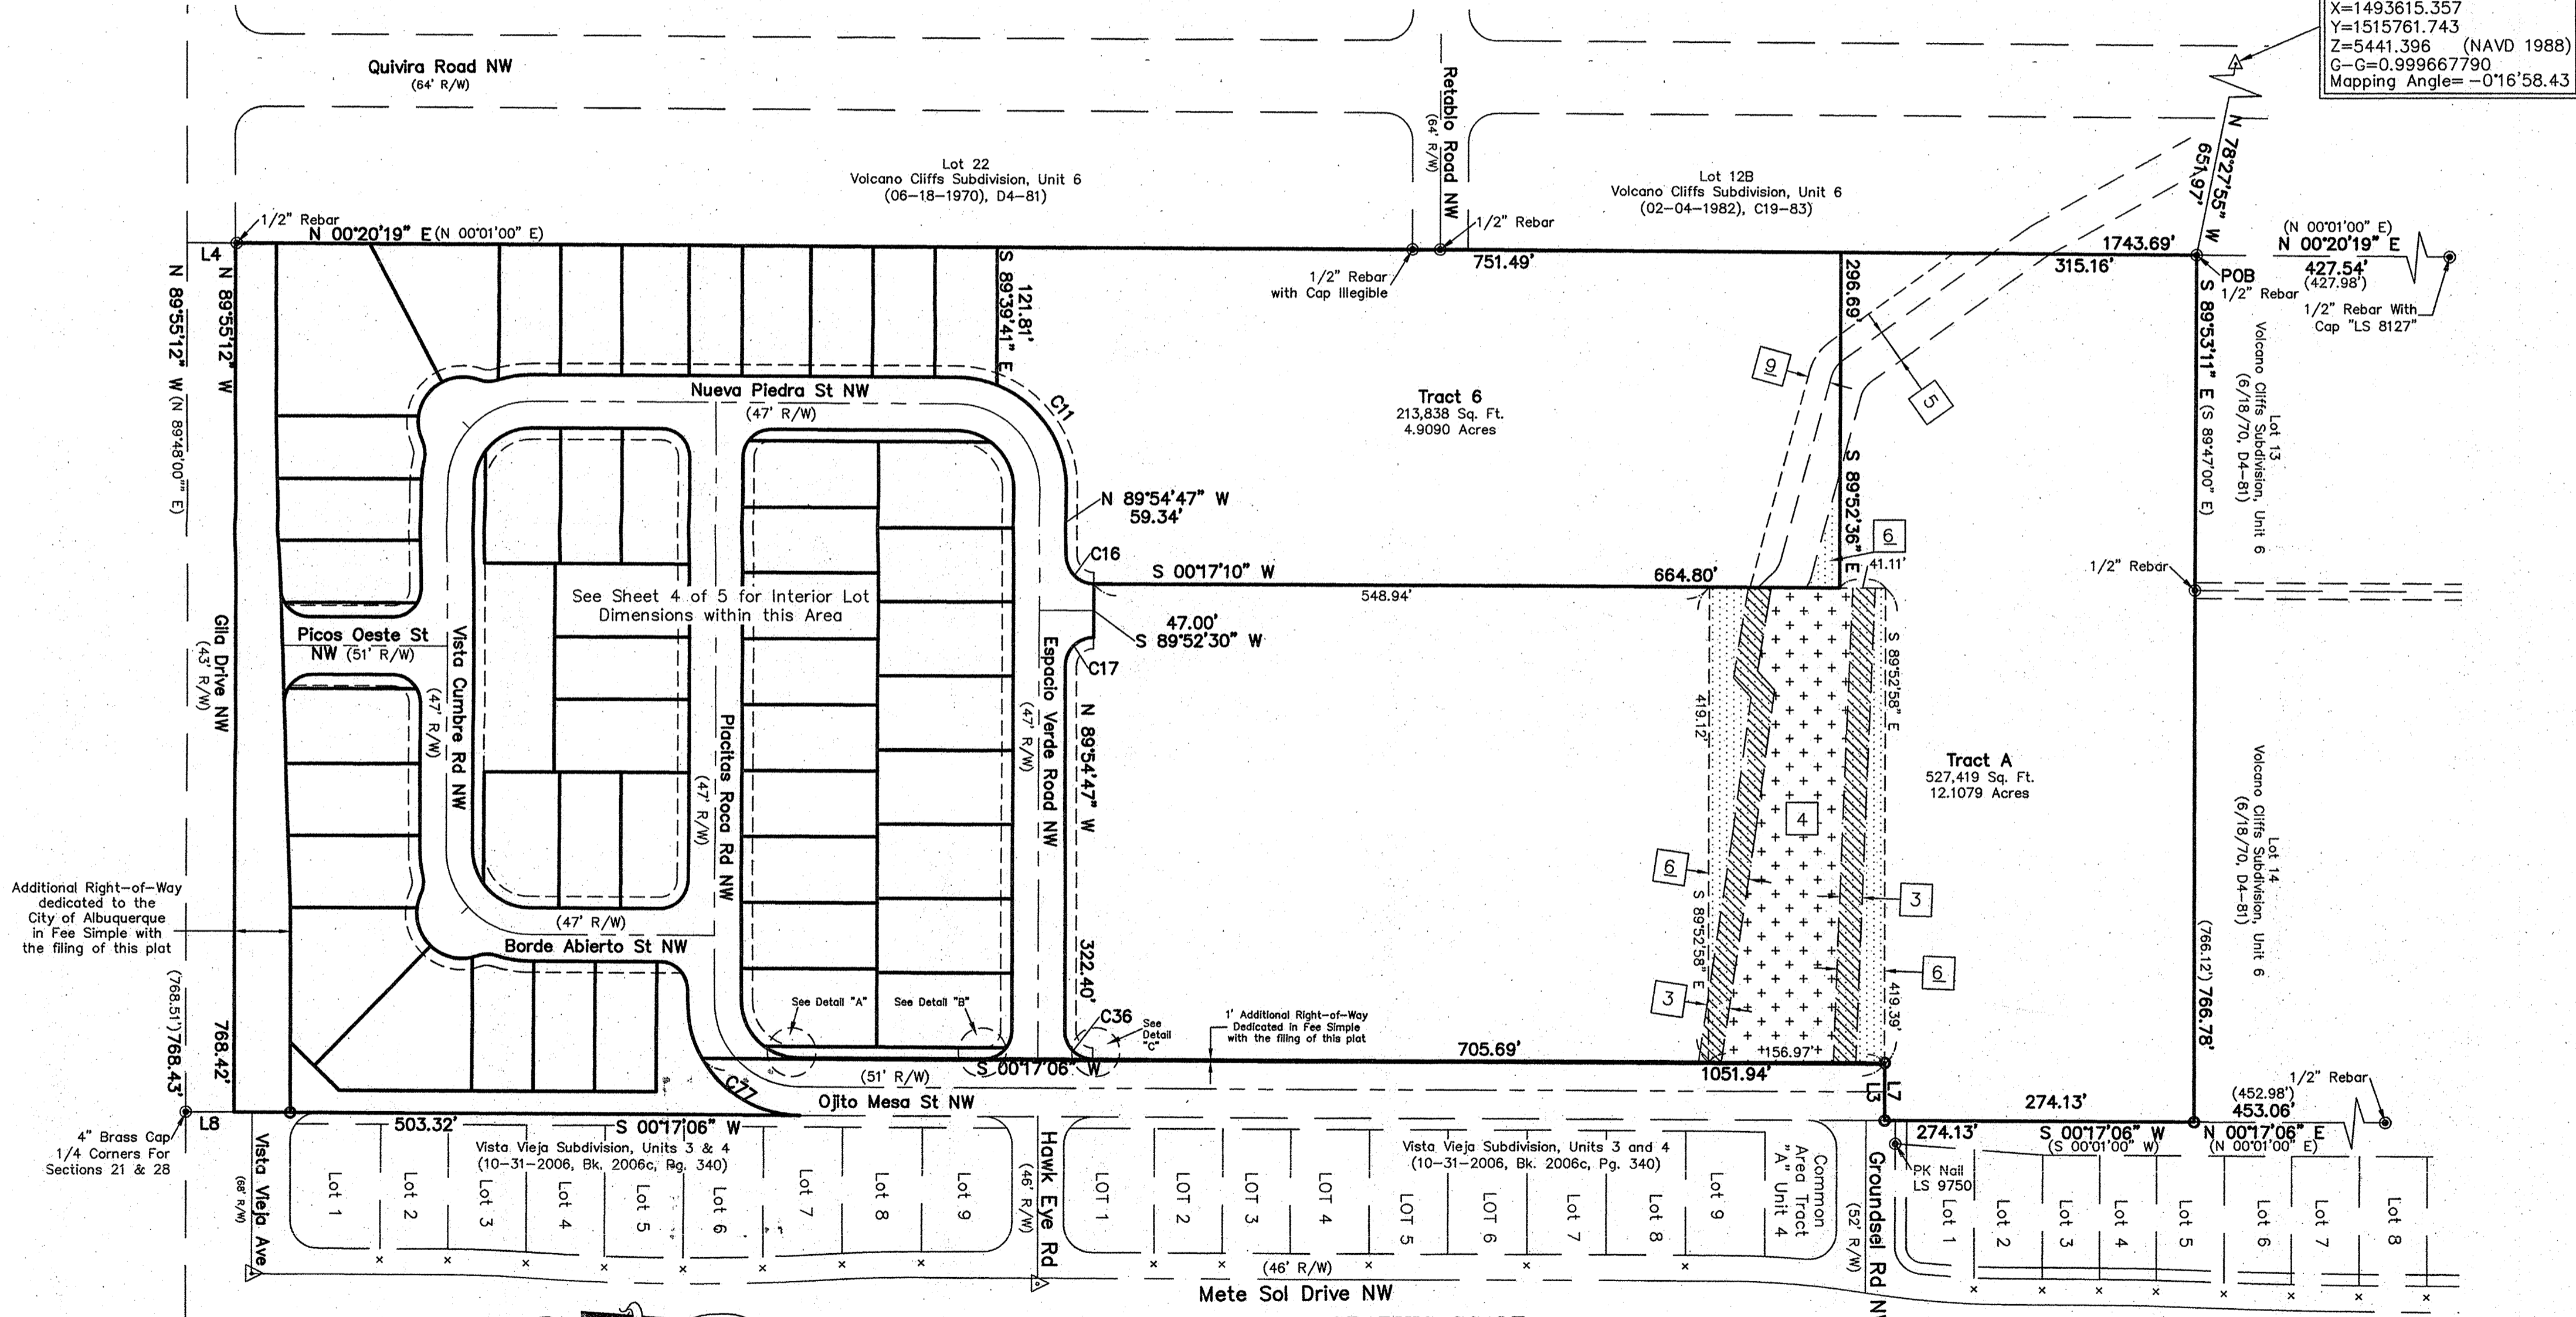 X=1493615.357
Y=1515761.743
Z=5441.396 (NAVD 1988)
G-G=0.999667790
Mapping Angle= -0°16'58.43
Quivira Road NW
(64' R/W)
Retablo Road NW
(64' R/W)
N 78°27'55" W
651.97'
Lot 22
Volcano Cliffs Subdivision, Unit 6
(06-18-1970), D4-81)
Lot 12B
Volcano Cliffs Subdivision, Unit 6
(02-04-1982), C19-83)
1/2" Rebar
N 00°20'19" E (N 00°01'00" E)
1/2" Rebar
1/2" Rebar
with Cap Illegible
751.49'
1743.69'
315.16'
POB
1/2" Rebar
(N 00°01'00" E)
N 00°20'19" E
427.54'
(427.98')
1/2" Rebar With
Cap "LS 8127"
L4
N 89°55'12" W
N 89°55'12" W (N 89°48'00"" E)
S 89°39'41" E
121.81'
296.69'
S 89°52'36" E
S 89°53'11" E (S 89°47'00" E)
Lot 13
Volcano Cliffs Subdivision, Unit 6
(6/18/70, D4-81)
9
5
Nueva Piedra St NW
(47' R/W)
C11
Tract 6
213,838 Sq. Ft.
4.9090 Acres
N 89°54'47" W
59.34'
C16
S 00°17'10" W
664.80'
548.94'
6
41.11'
1/2" Rebar
See Sheet 4 of 5 for Interior Lot
Dimensions within this Area
47.00'
S 89°52'30" W
C17
Picos Oeste St
NW (51' R/W)
Gila Drive NW
(43' R/W)
Vista Cumbre Rd NW
(47' R/W)
Placitas Roca Rd NW
(47' R/W)
Espacio Verde Road NW
(47' R/W)
N 89°54'47" W
322.40'
419.12'
S 89°52'58" E
S 89°52'58" E
419.39'
Tract A
527,419 Sq. Ft.
12.1079 Acres
4
6
3
6
3
Lot 14
Volcano Cliffs Subdivision, Unit 6
(6/18/70, D4-81)
(766.12') 766.78'
Additional Right-of-Way
dedicated to the
City of Albuquerque
in Fee Simple with
the filing of this plat
(47' R/W)
Borde Abierto St NW
See Detail "A"
See Detail "B"
C36
See
Detail
"C"
1' Additional Right-of-Way
Dedicated in Fee Simple
with the filing of this plat
705.69'
156.97'
1051.94'
S 00°17'06" W
(51' R/W)
Ojito Mesa St NW
C77
(768.51') 768.43'
768.42'
L3
L7
274.13'
(452.98')
453.06'
1/2" Rebar
4" Brass Cap
1/4 Corners For
Sections 21 & 28
L8
503.32'
S 00°17'06" W
274.13'
S 00°17'06" W
(S 00°01'00" W)
N 00°17'06" E
(N 00°01'00" E)
Vista Vieja Subdivision, Units 3 & 4
(10-31-2006, Bk. 2006c, Pg. 340)
Vista Vieja Subdivision, Units 3 and 4
(10-31-2006, Bk. 2006c, Pg. 340)
PK Nail
LS 9750
Vista Vieja Ave
(68' R/W)
Lot 1
Lot 2
Lot 3
Lot 4
Lot 5
Lot 6
Lot 7
Lot 8
Lot 9
Hawk Eye Rd
(46' R/W)
LOT 1
LOT 2
LOT 3
LOT 4
LOT 5
LOT 6
Lot 7
Lot 8
Lot 9
Common
Area Tract
"A" Unit 4
Groundsel Rd N
(52' R/W)
Lot 1
Lot 2
Lot 3
Lot 4
Lot 5
Lot 6
Lot 7
Lot 8
(46' R/W)
Mete Sol Drive NW